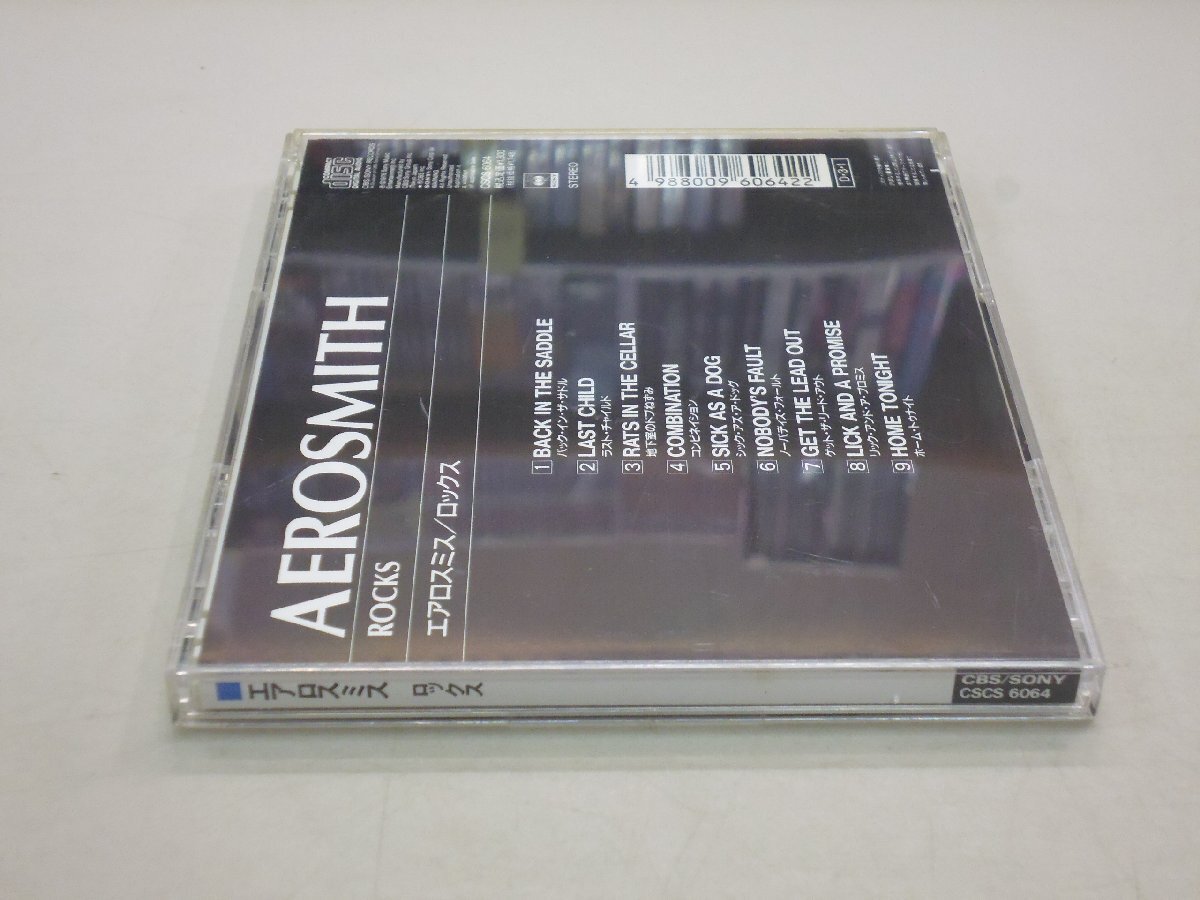 AEROSMITH
ROCKS
エアロスミス/ロックス
1 BACK IN THE SADDLE
バック・イン・ザ・サドル
2 LAST CHILD
ラスト・チャイルド
3 RATS IN THE CELLAR
地下室のドブねずみ
4 COMBINATION
コンビネイション
5 SICK AS A DOG
シック・アズ・ア・ドッグ
6 NOBODY'S FAULT
ノーバディズ・フォールト
7 GET THE LEAD OUT
ゲット・ザ・リード・アウト
8 LICK AND A PROMISE
リック・アンド・ア・プロミス
9 HOME TONIGHT
ホーム・トゥナイト
CSCS 6064
STEREO
4 988009 606422
エアロスミス ロックス
CBS/SONY
CSCS 6064